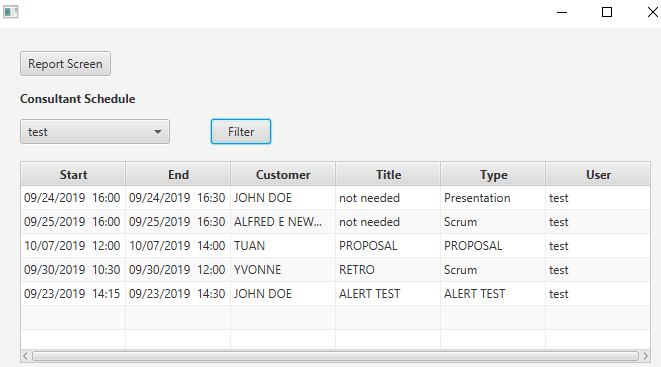 Report Screen
Consultant Schedule
test
Filter
Start End Customer Title Type User
09/24/2019 16:00 09/24/2019 16:30 JOHN DOE not needed Presentation test
09/25/2019 16:00 09/25/2019 16:30 ALFRED E NEW... not needed Scrum test
10/07/2019 12:00 10/07/2019 14:00 TUAN PROPOSAL PROPOSAL test
09/30/2019 10:30 09/30/2019 12:00 YVONNE RETRO Scrum test
09/23/2019 14:15 09/23/2019 14:30 JOHN DOE ALERT TEST ALERT TEST test